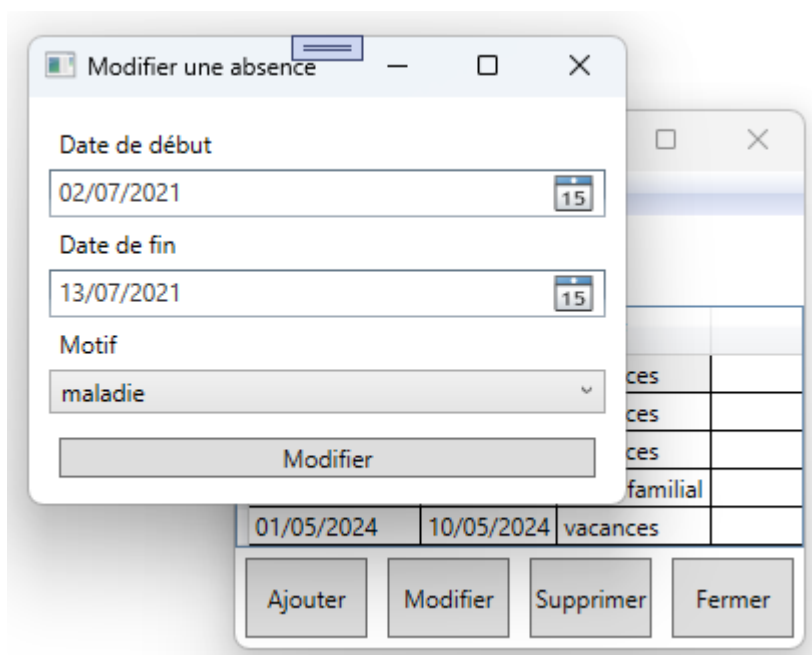 Modifier une absence
Date de début
02/07/2021
15
Date de fin
13/07/2021
15
Motif
maladie
Modifier
ces
ces
ces
familial
01/05/2024 10/05/2024 vacances
Ajouter Modifier Supprimer Fermer